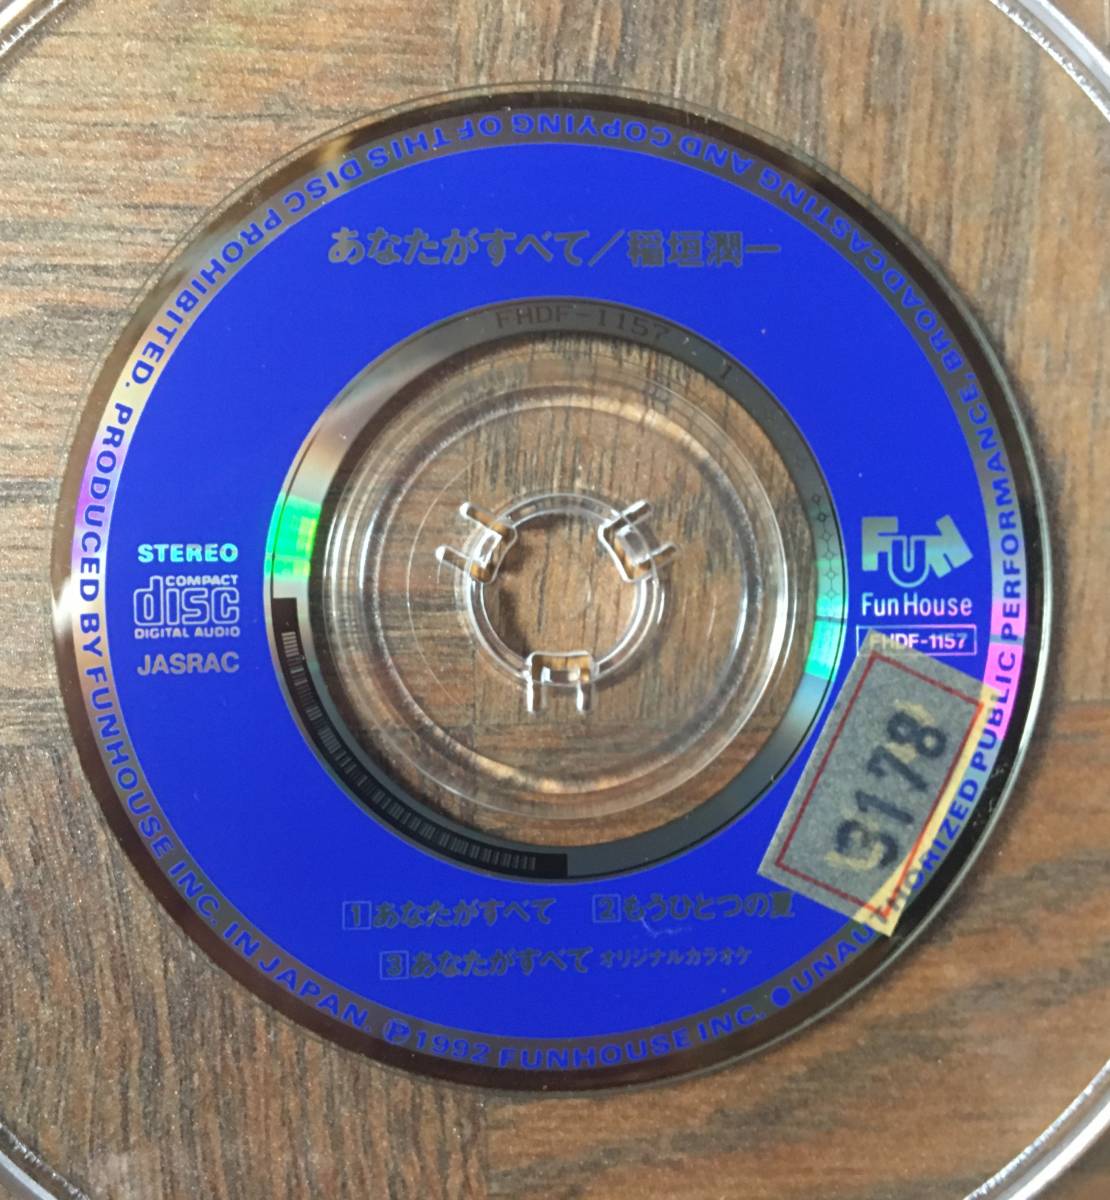 あなたがすべて／稲垣潤一
FHDF-1157 1
STEREO
COMPACT
disc
DIGITAL AUDIO
JASRAC
Fun
Fun House
FHDF-1157
3178
1 あなたがすべて 2 もうひとつの夏
3 あなたがすべて オリジナルカラオケ
●UNAUTHORIZED PUBLIC PERFORMANCE, BROADCASTING AND COPYING OF THIS DISC PROHIBITED. PRODUCED BY FUNHOUSE INC. IN JAPAN. Ⓟ1992 FUNHOUSE INC.